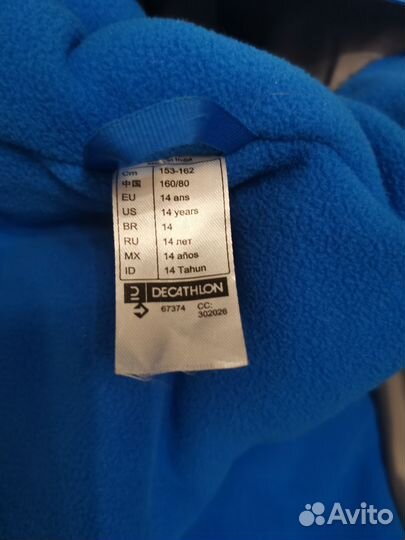 Cm 153-162
中国 160/80
EU 14 ans
US 14 years
BR 14
RU 14 лет
MX 14 años
ID 14 Tahun
DECATHLON
67374 CC:
302026
Avito